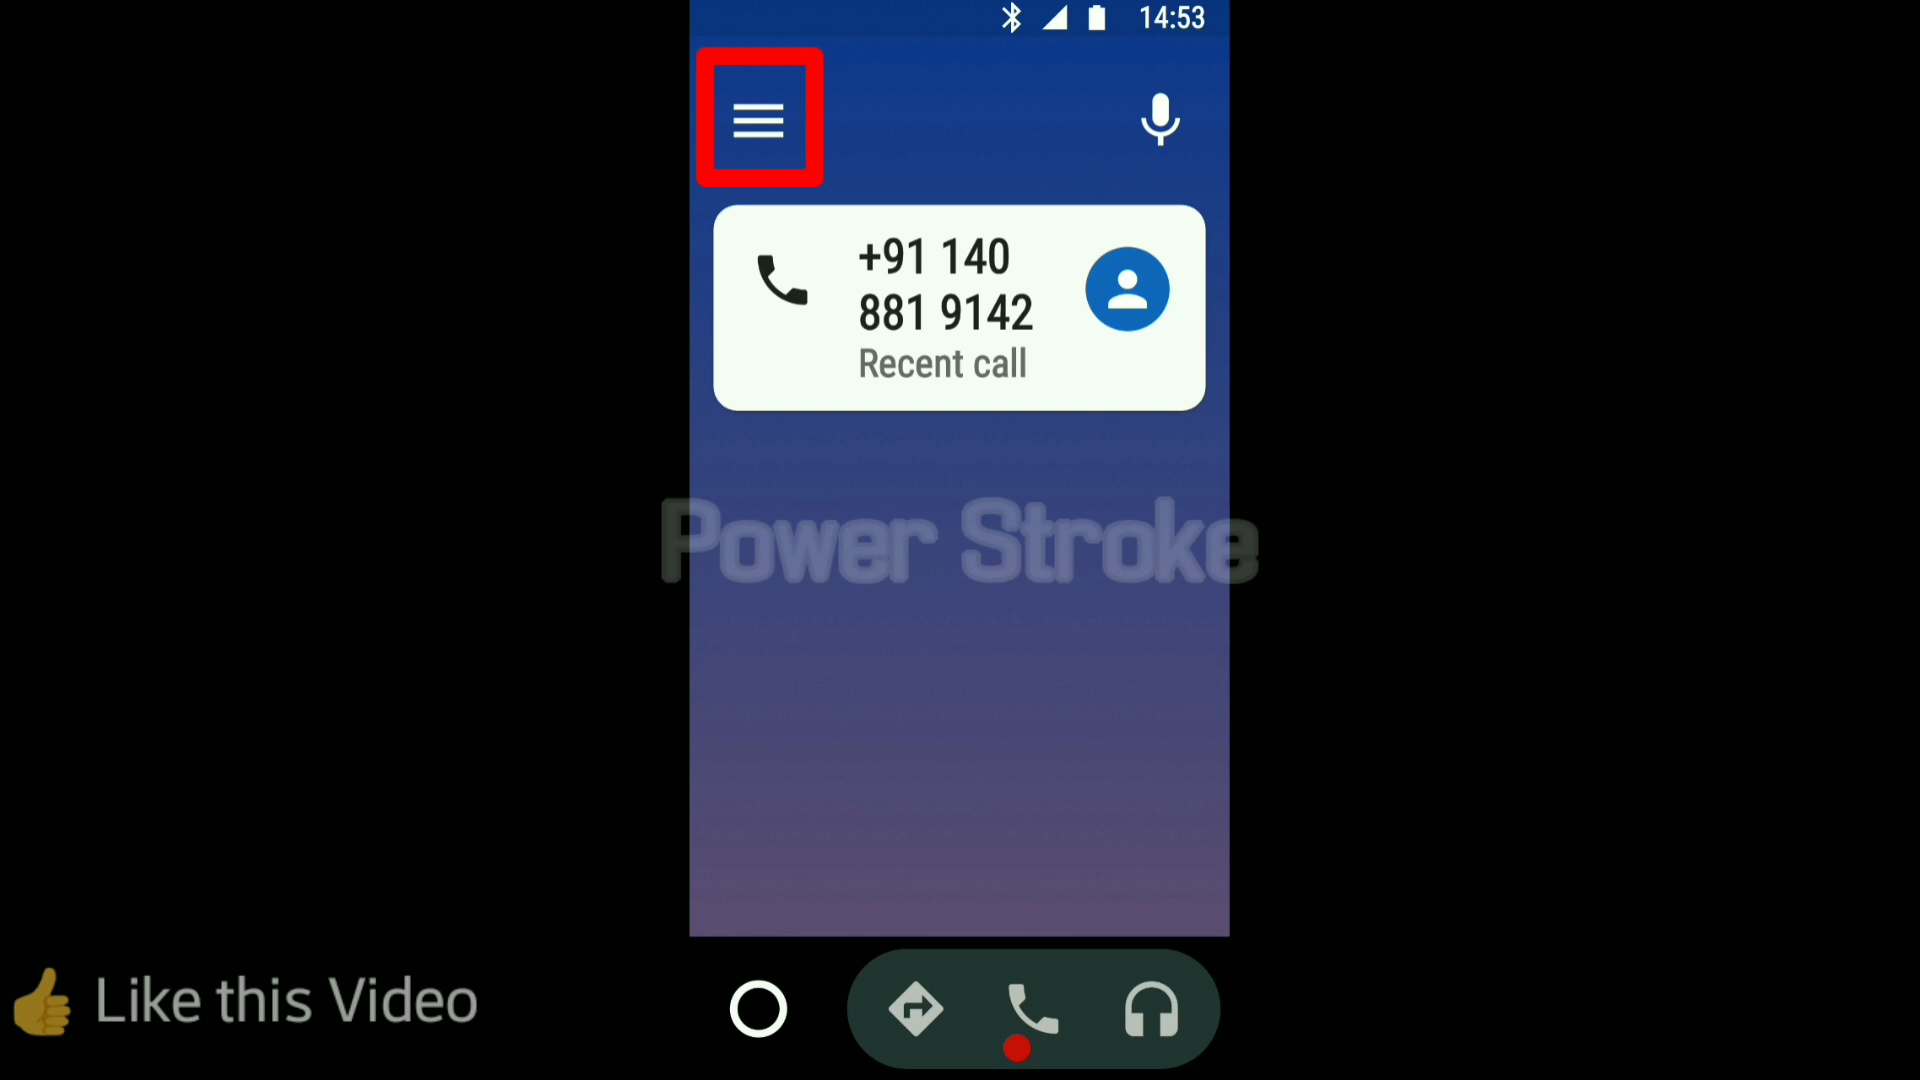 14:53
+91 140
881 9142
Recent call
Power Stroke
Like this Video